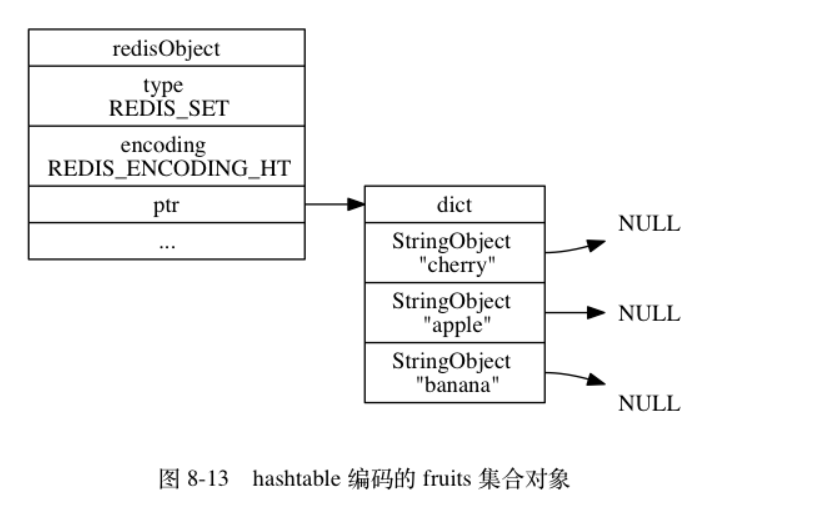 redisObject
type
REDIS_SET
encoding
REDIS_ENCODING_HT
ptr
...
dict
StringObject
"cherry"
StringObject
"apple"
StringObject
"banana"
NULL
NULL
NULL
图 8-13 hashtable 编码的 fruits 集合对象